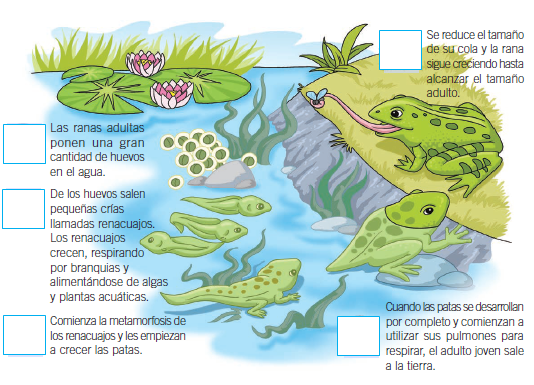 Se reduce el tamaño
de su cola y la rana
sigue creciendo hasta
alcanzar el tamaño
adulto.
Las ranas adultas
ponen una gran
cantidad de huevos
en el agua.
De los huevos salen
pequeñas crías
llamadas renacuajos.
Los renacuajos
crecen, respirando
por branquias y
alimentándose de algas
y plantas acuáticas.
Comienza la metamorfosis de
los renacuajos y les empiezan
a crecer las patas.
Cuando las patas se desarrollan
por completo y comienzan a
utilizar sus pulmones para
respirar, el adulto joven sale
a la tierra.